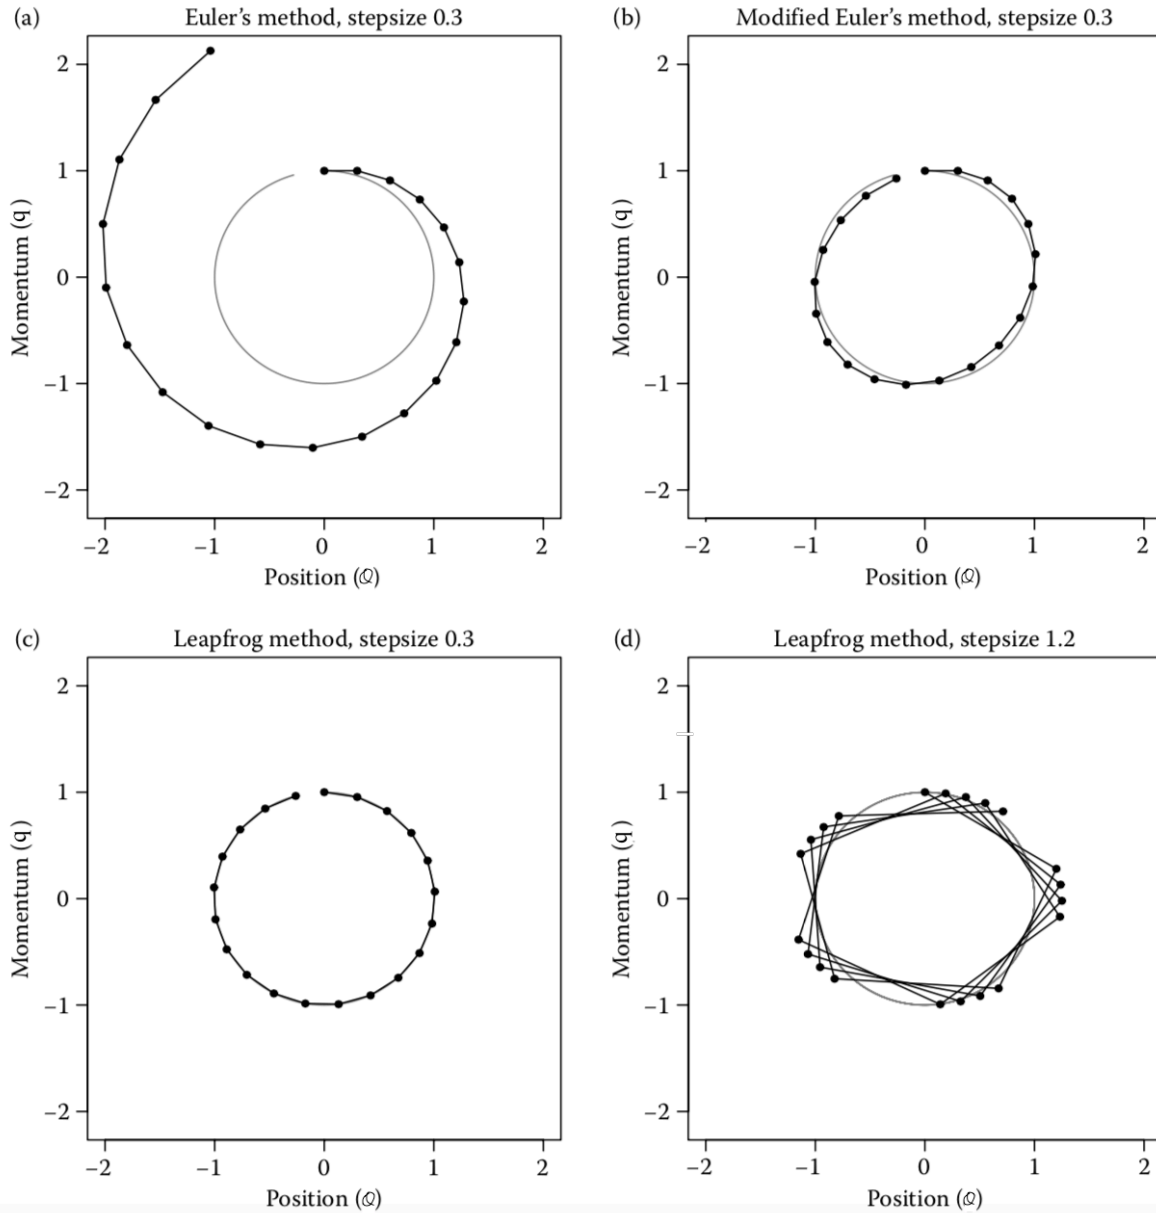 (a) Euler’s method, stepsize 0.3
2
1
0
−1
−2
Momentum (q)
−2 −1 0 1 2
Position (Q)
(b) Modified Euler’s method, stepsize 0.3
2
1
0
−1
−2
Momentum (q)
−2 −1 0 1 2
Position (Q)
(c) Leapfrog method, stepsize 0.3
2
1
0
−1
−2
Momentum (q)
−2 −1 0 1 2
Position (Q)
(d) Leapfrog method, stepsize 1.2
2
1
0
−1
−2
Momentum (q)
−2 −1 0 1 2
Position (Q)